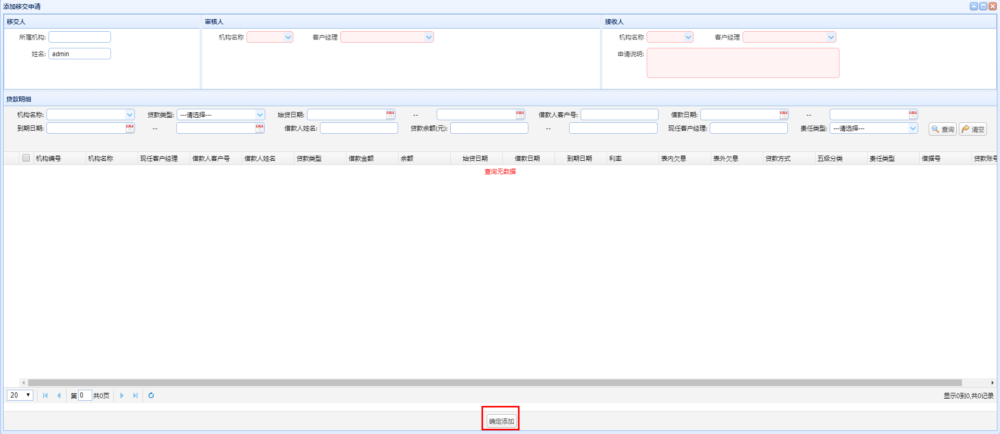 添加移交申请
移交人 审核人 接收人
所属机构: 机构名称 客户经理 机构名称 客户经理
姓名: admin 申请说明:
贷款明细
机构名称: 贷款类型: ---请选择--- 始贷日期: -- 借款人客户号: 借款日期: --
到期日期: -- 借款人姓名: 贷款余额(元): -- 现任客户经理: 责任类型: ---请选择--- 查询 清空
机构编号 机构名称 现任客户经理 借款人客户号 借款人姓名 贷款类型 借款金额 余额 始贷日期 借款日期 到期日期 利率 表内欠息 表外欠息 贷款方式 五级分类 责任类型 借据号 贷款账号
查询无数据
20 第 0 共0页 显示0到0,共0记录
确定添加